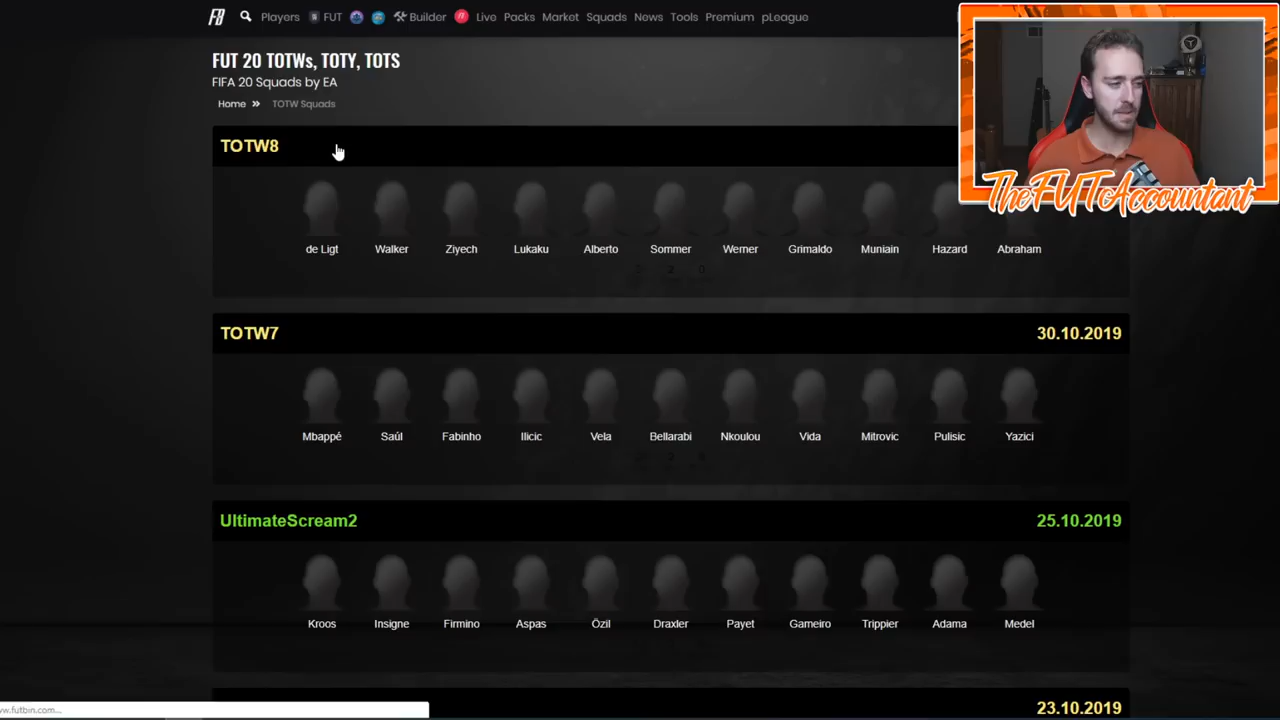 Players FUT Builder Live Packs Market Squads News Tools Premium pLeague
FUT 20 TOTWs, TOTY, TOTS
FIFA 20 Squads by EA
Home » TOTW Squads
TOTW8
de Ligt Walker Ziyech Lukaku Alberto Sommer Werner Grimaldo Muniain Hazard Abraham
TOTW7 30.10.2019
Mbappé Saúl Fabinho Ilicic Vela Bellarabi Nkoulou Vida Mitrovic Pulisic Yazici
UltimateScream2 25.10.2019
Kroos Insigne Firmino Aspas Özil Draxler Payet Gameiro Trippier Adama Medel
23.10.2019
TheFUTAccountant
ww.futbin.com...